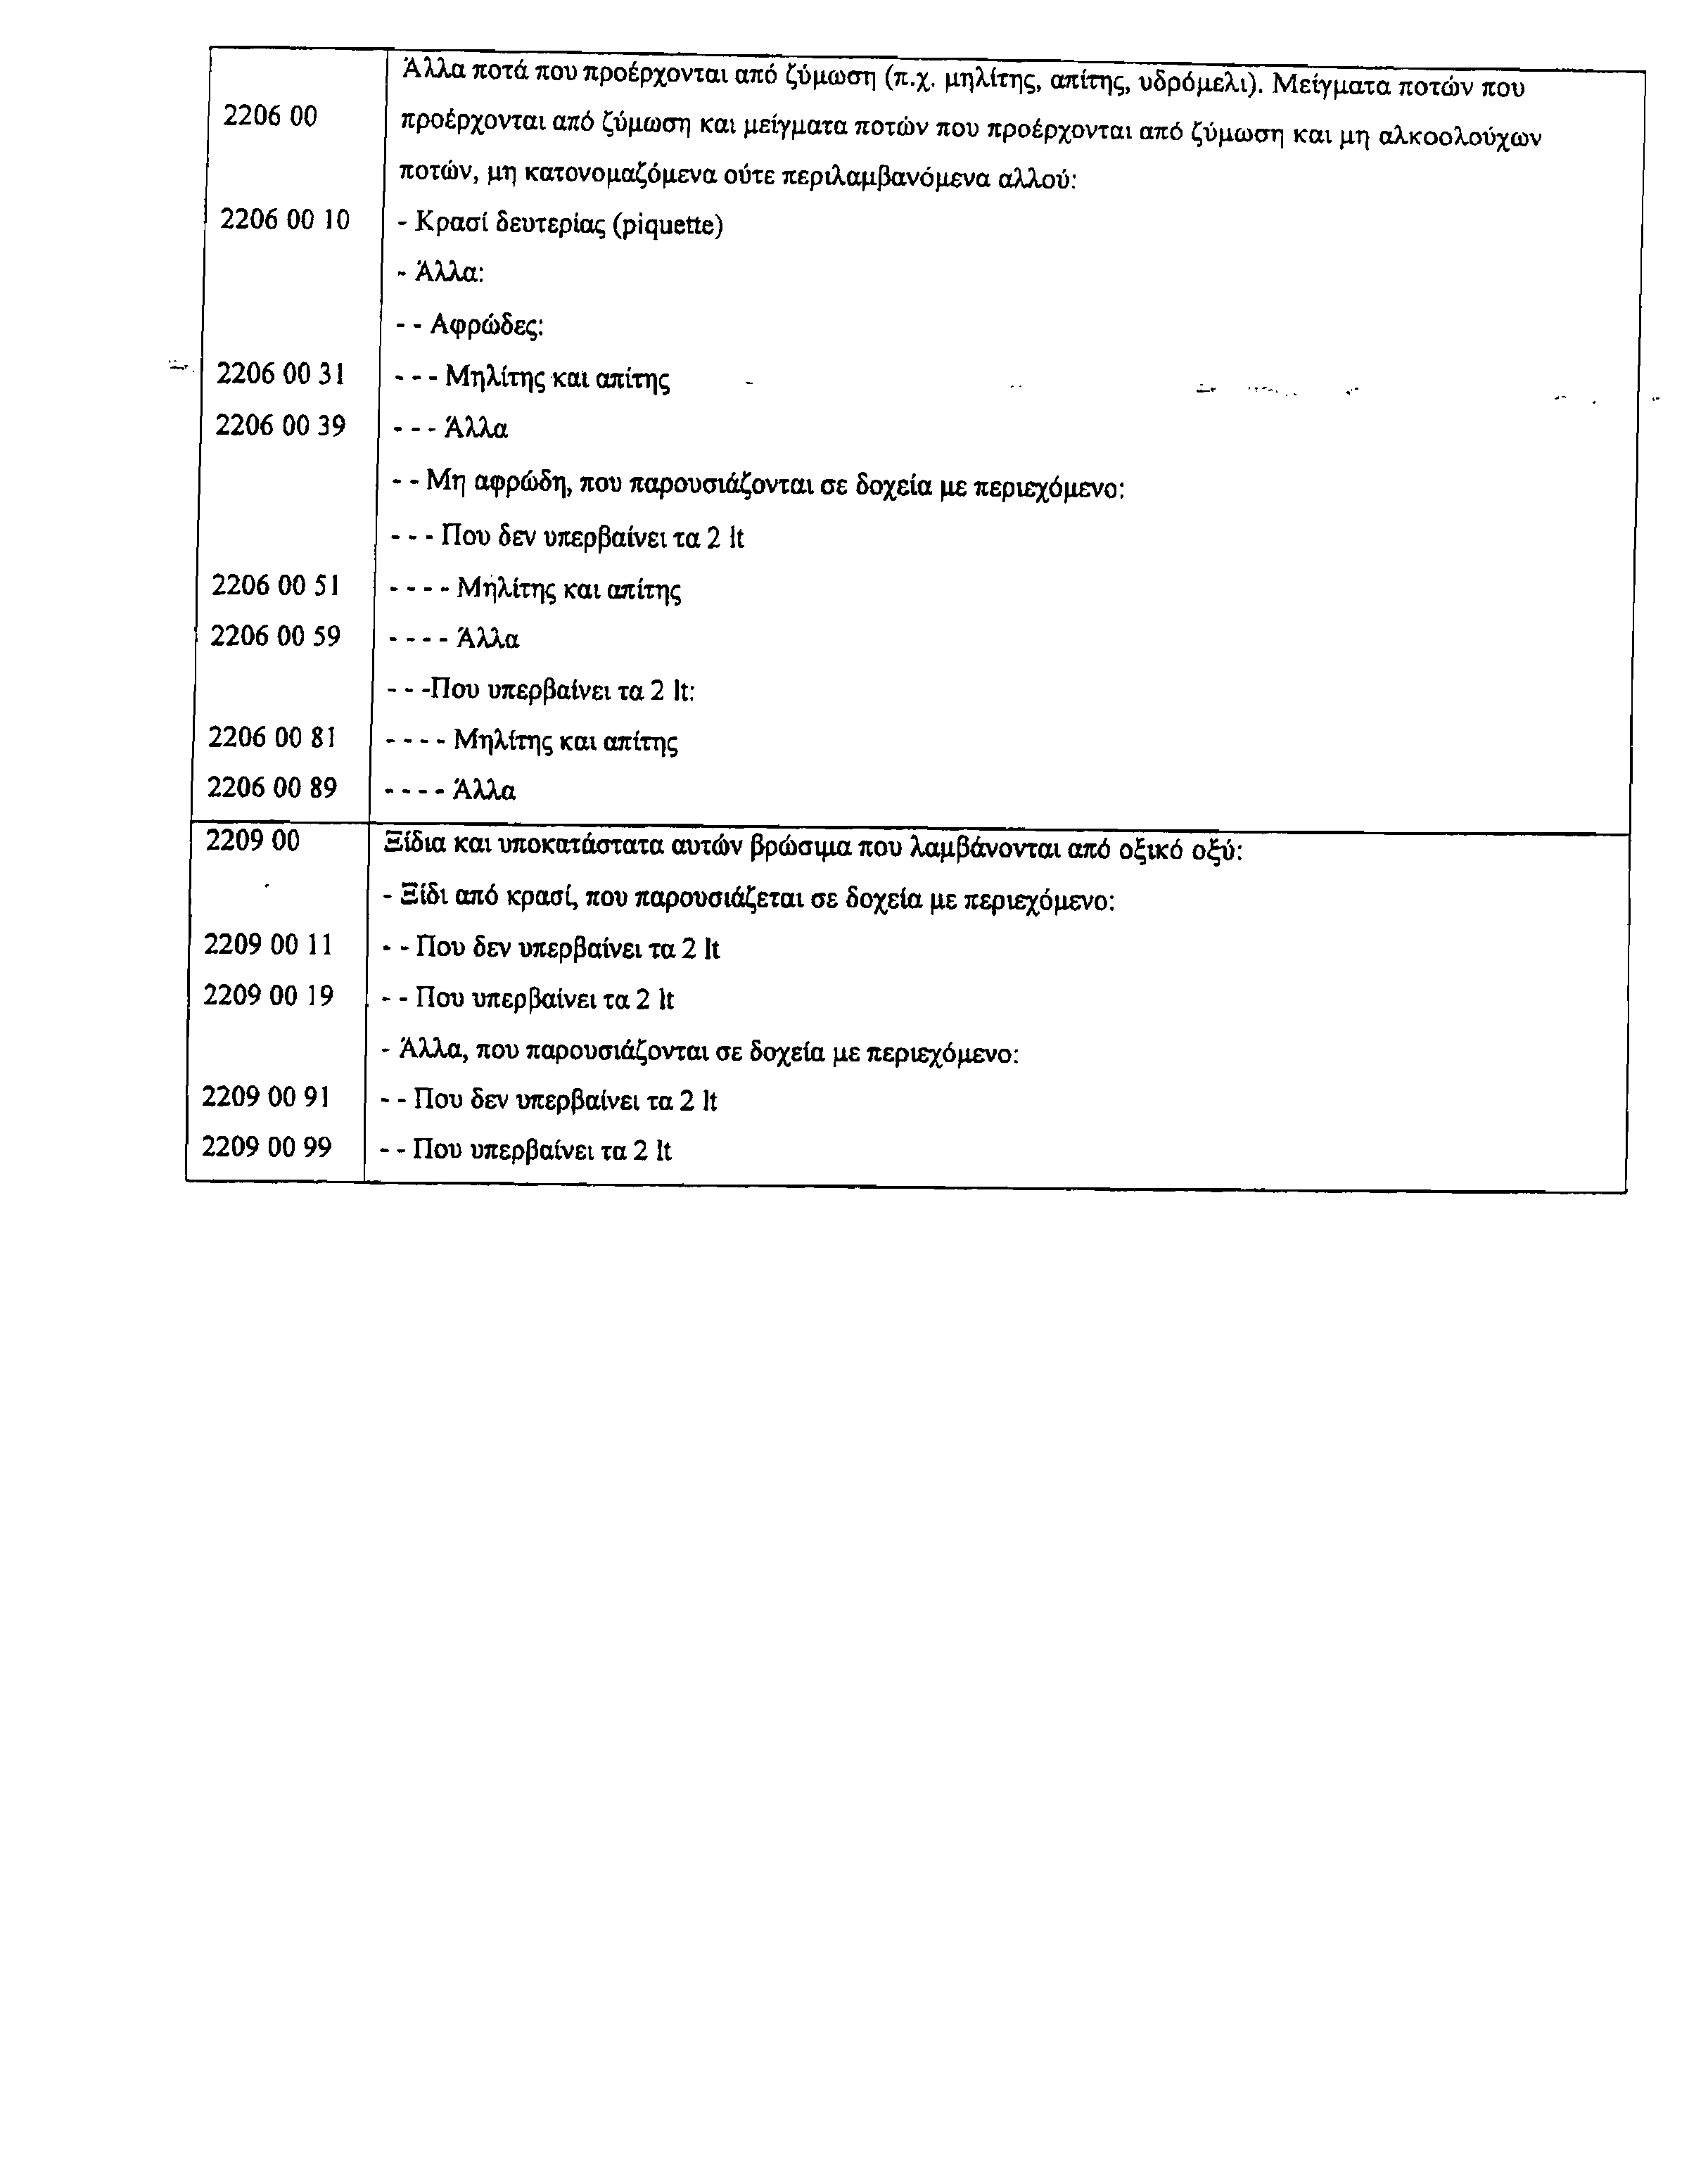 Άλλα ποτά που προέρχονται από ζύμωση (π.χ. μηλίτης, απίτης, υδρόμελι). Μείγματα ποτών που
2206 00 προέρχονται από ζύμωση και μείγματα ποτών που προέρχονται από ζύμωση και μη αλκοολούχων
ποτών, μη κατονομαζόμενα ούτε περιλαμβανόμενα αλλού:
2206 00 10 - Κρασί δευτερίας (piquette)
- Άλλα:
- - Αφρώδες:
2206 00 31 - - - Μηλίτης και απίτης
2206 00 39 - - - Άλλα
- - Μη αφρώδη, που παρουσιάζονται σε δοχεία με περιεχόμενο:
- - - Που δεν υπερβαίνει τα 2 lt
2206 00 51 - - - - Μηλίτης και απίτης
2206 00 59 - - - - Άλλα
- - -Που υπερβαίνει τα 2 lt:
2206 00 81 - - - - Μηλίτης και απίτης
2206 00 89 - - - - Άλλα
2209 00 Ξίδια και υποκατάστατα αυτών βρώσιμα που λαμβάνονται από οξικό οξύ:
- Ξίδι από κρασί, που παρουσιάζεται σε δοχεία με περιεχόμενο:
2209 00 11 - - Που δεν υπερβαίνει τα 2 lt
2209 00 19 - - Που υπερβαίνει τα 2 lt
- Άλλα, που παρουσιάζονται σε δοχεία με περιεχόμενο:
2209 00 91 - - Που δεν υπερβαίνει τα 2 lt
2209 00 99 - - Που υπερβαίνει τα 2 lt